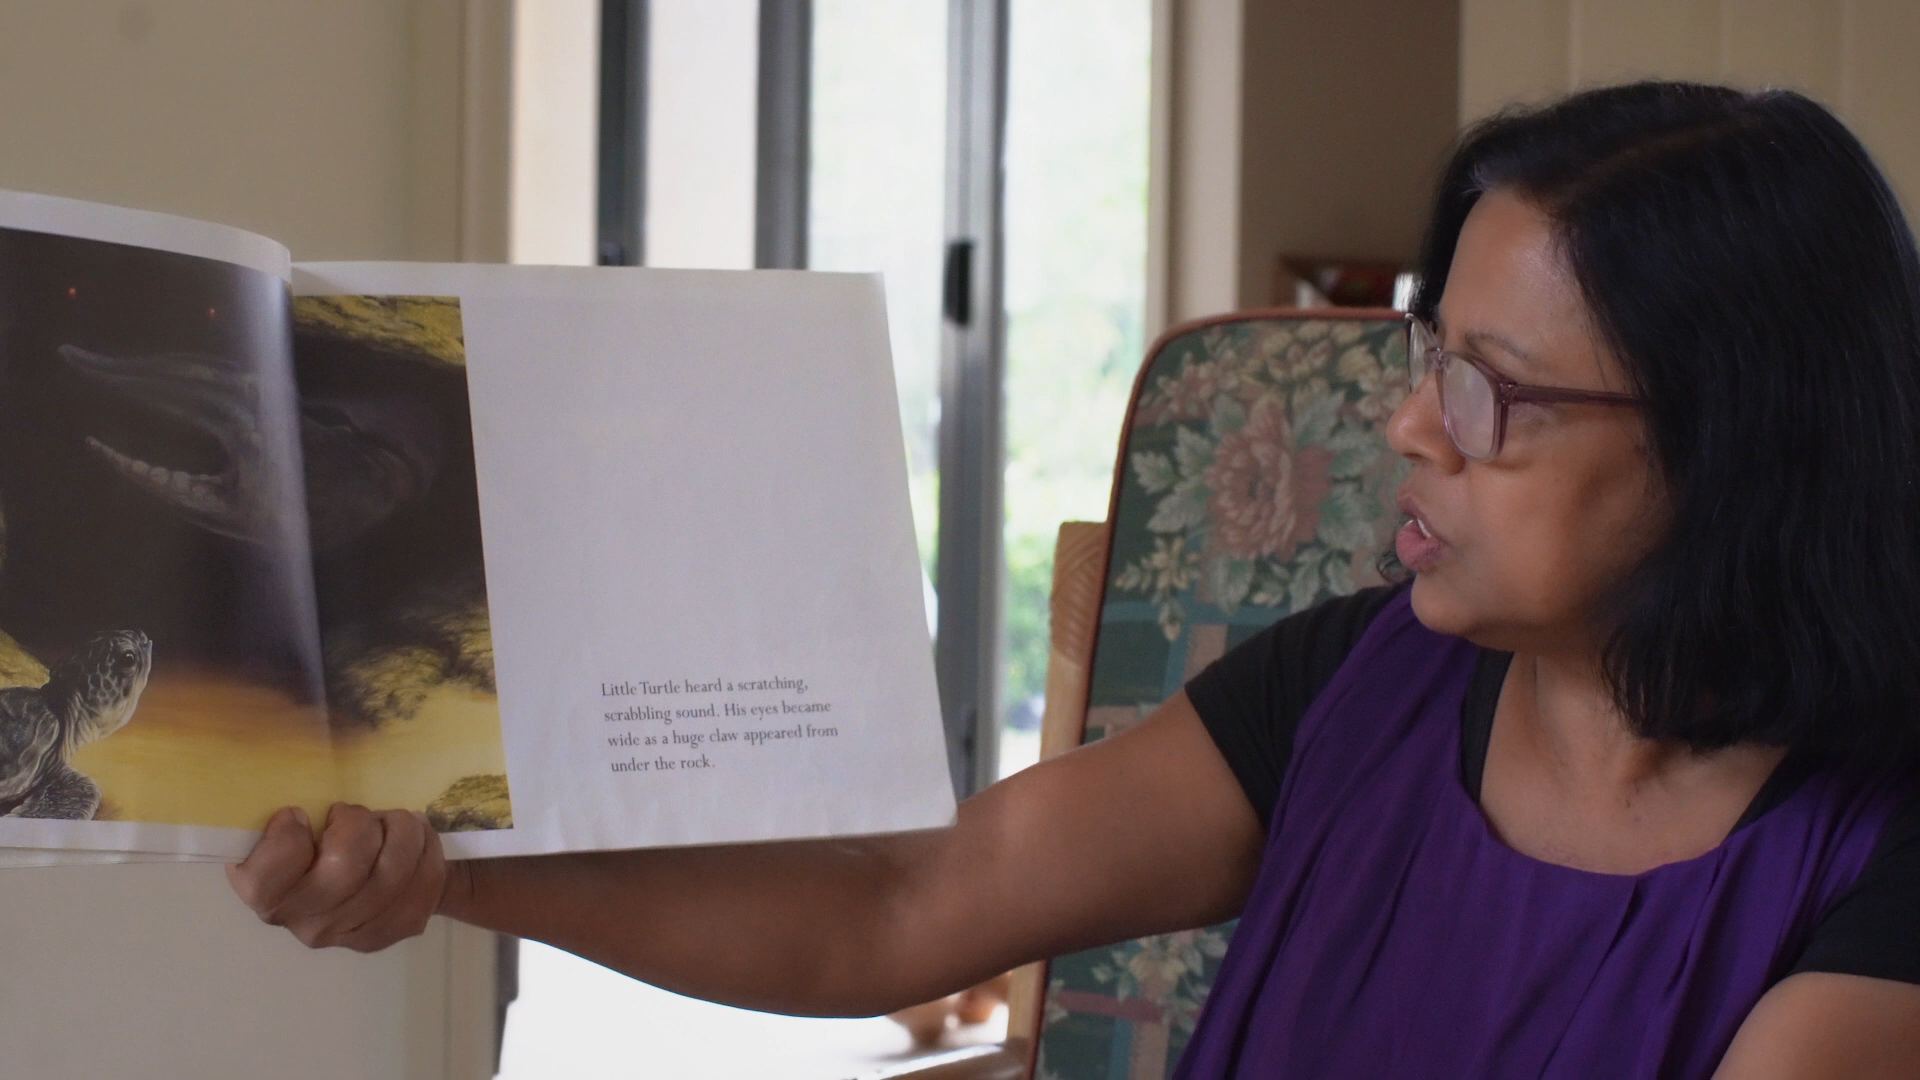 Little Turtle heard a scratching,
scrabbling sound. His eyes became
wide as a huge claw appeared from
under the rock.